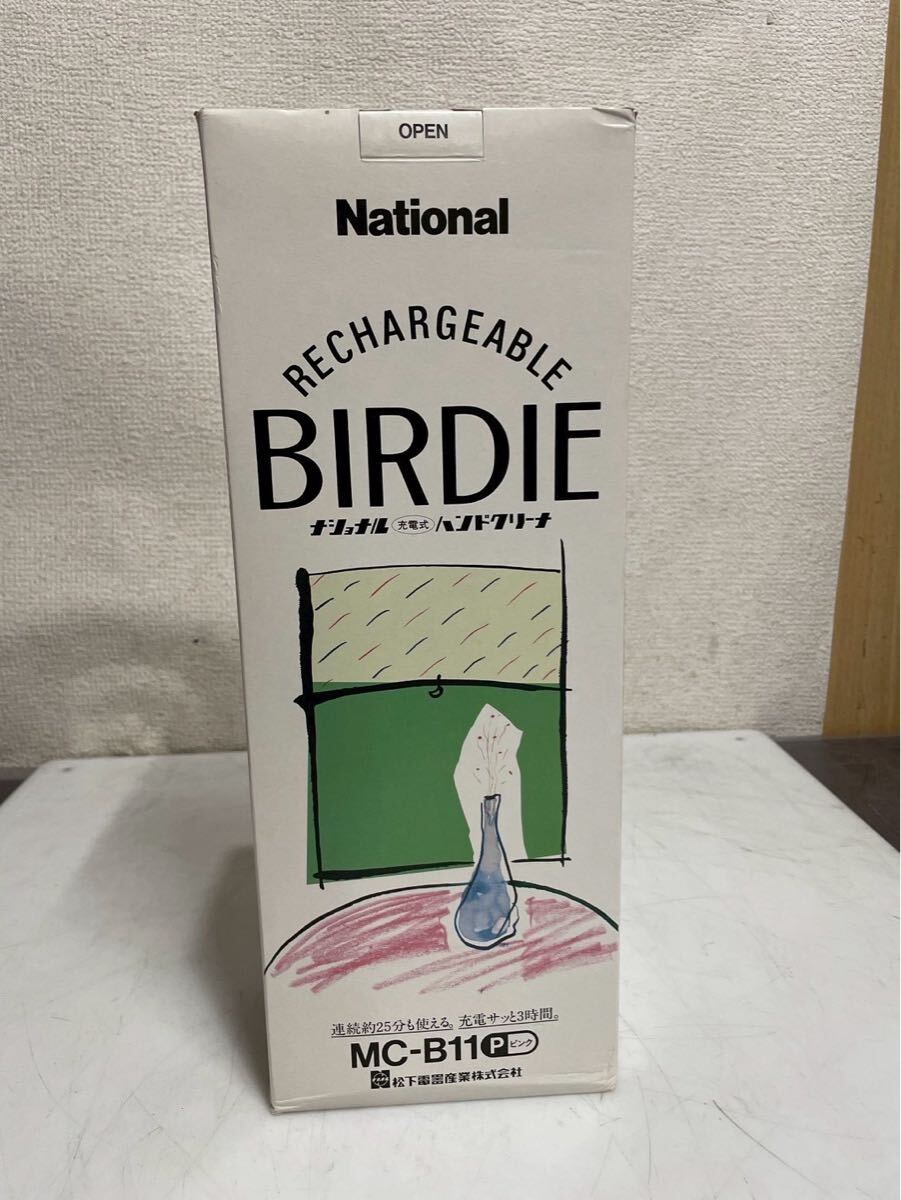 OPEN
National
RECHARGEABLE
BIRDIE
ナショナル 充電式 ハンドクリーナ
連続約25分も使える。充電サッと3時間。
MC-B11 P ピンク
松下電器産業株式会社